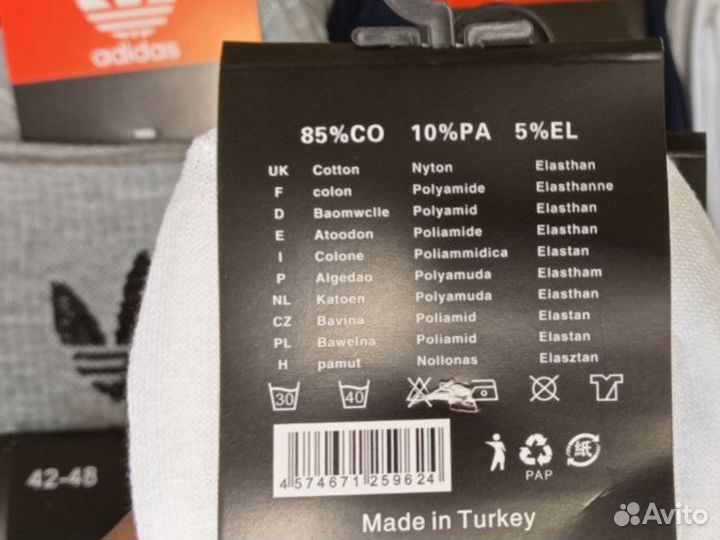 adidas
85%CO 10%PA 5%EL
UK Cotton Nyton Elasthan
F colon Polyamide Elasthanne
D Baomwclle Polyamid Elasthan
E Atoodon Poliamide Elasthan
I Colone Poliammidica Elastan
P Algedao Polyamuda Elastham
NL Katoen Polyamuda Elasthan
CZ Bavina Poliamid Elastan
PL Bawelna Poliamid Elastan
H pamut Nollonas Elasztan
30 40
紙
PAP
4 574671 259624
42-48
Made in Turkey
Avito